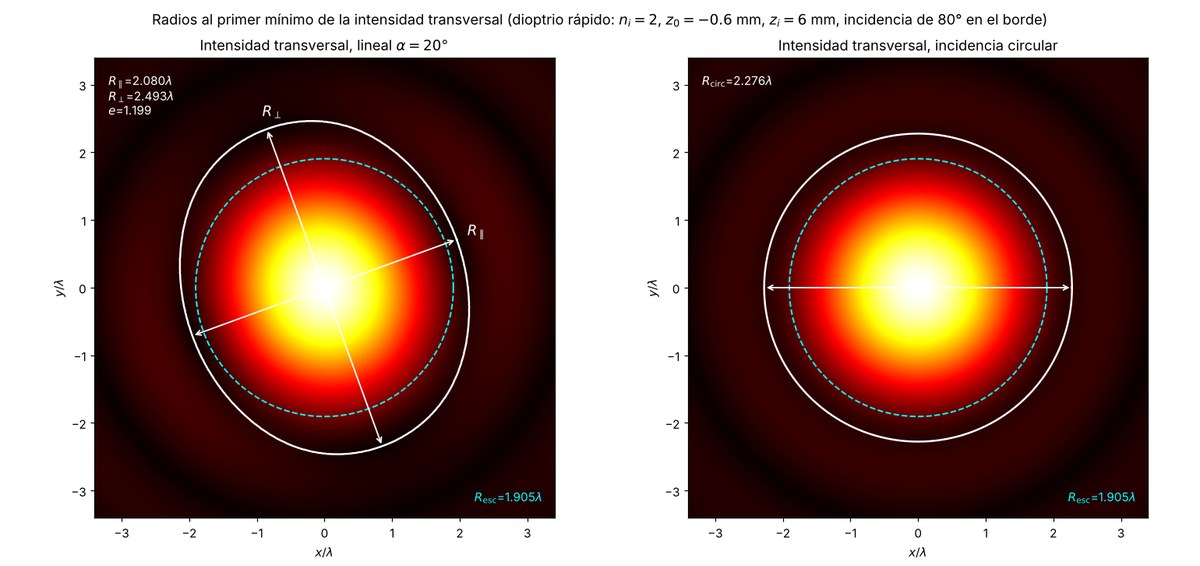 Radios al primer mínimo de la intensidad transversal (dioptrio rápido: nᵢ = 2, z₀ = −0.6 mm, zᵢ = 6 mm, incidencia de 80° en el borde)
Intensidad transversal, lineal α = 20°
R∥=2.080λ
R⊥=2.493λ
e=1.199
R⊥
R∥
R_esc=1.905λ
3
2
1
0
−1
−2
−3
y/λ
−3 −2 −1 0 1 2 3
x/λ
Intensidad transversal, incidencia circular
R_circ=2.276λ
R_esc=1.905λ
3
2
1
0
−1
−2
−3
y/λ
−3 −2 −1 0 1 2 3
x/λ